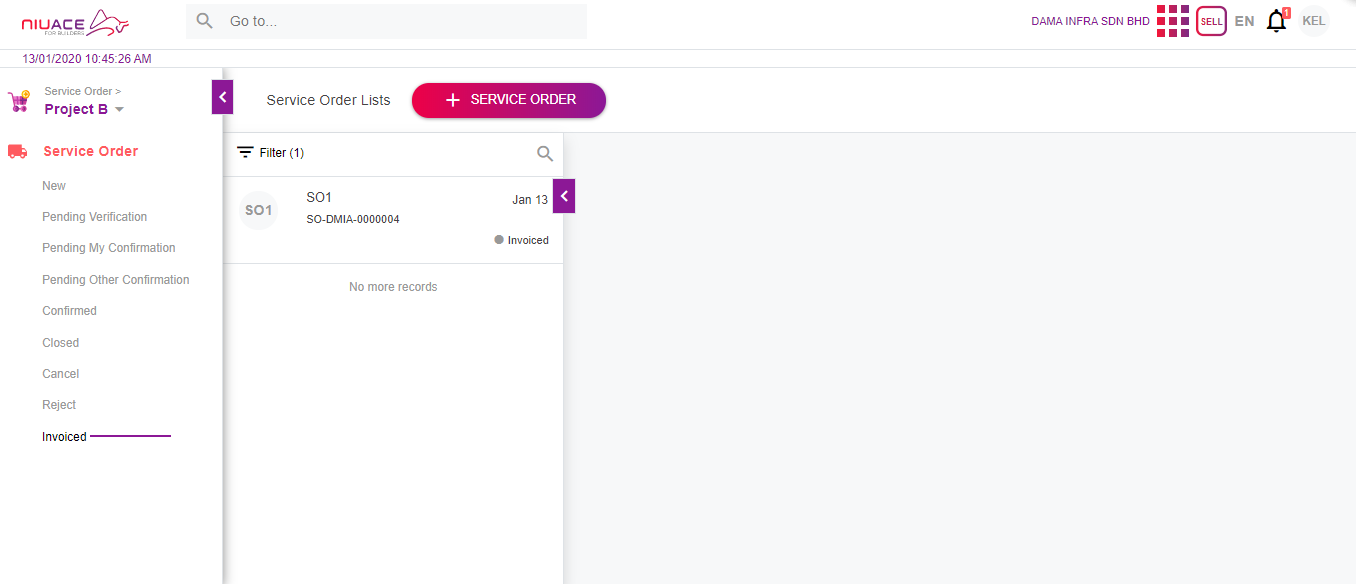 NIUACE
FOR BUILDERS
Go to...
DAMA INFRA SDN BHD
SELL
EN
1
KEL
13/01/2020 10:45:26 AM
Service Order >
Project B
Service Order Lists
+ SERVICE ORDER
Service Order
New
Pending Verification
Pending My Confirmation
Pending Other Confirmation
Confirmed
Closed
Cancel
Reject
Invoiced
Filter (1)
SO1
SO1
Jan 13
SO-DMIA-0000004
Invoiced
No more records